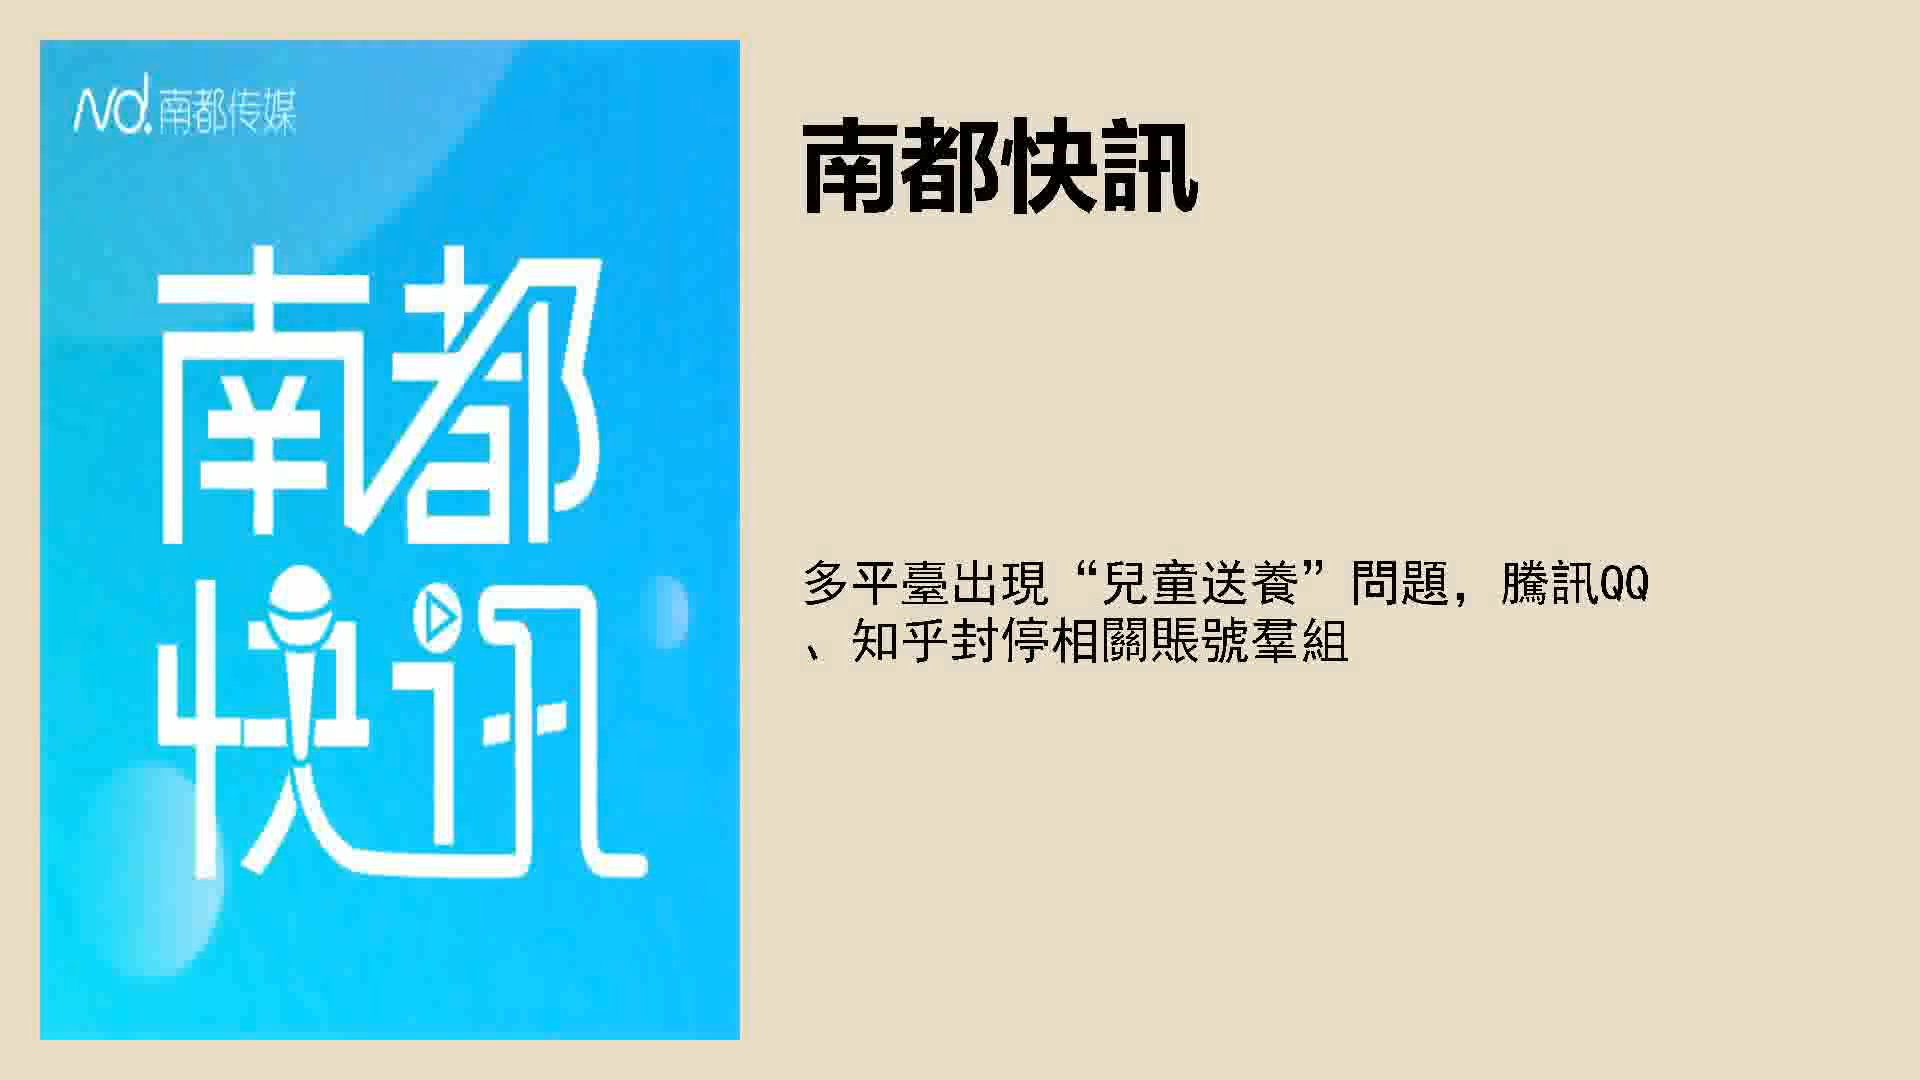 Nd.南都传媒
南都
快讯
南都快訊
多平臺出現“兒童送養”問題，騰訊QQ
、知乎封停相關賬號羣組